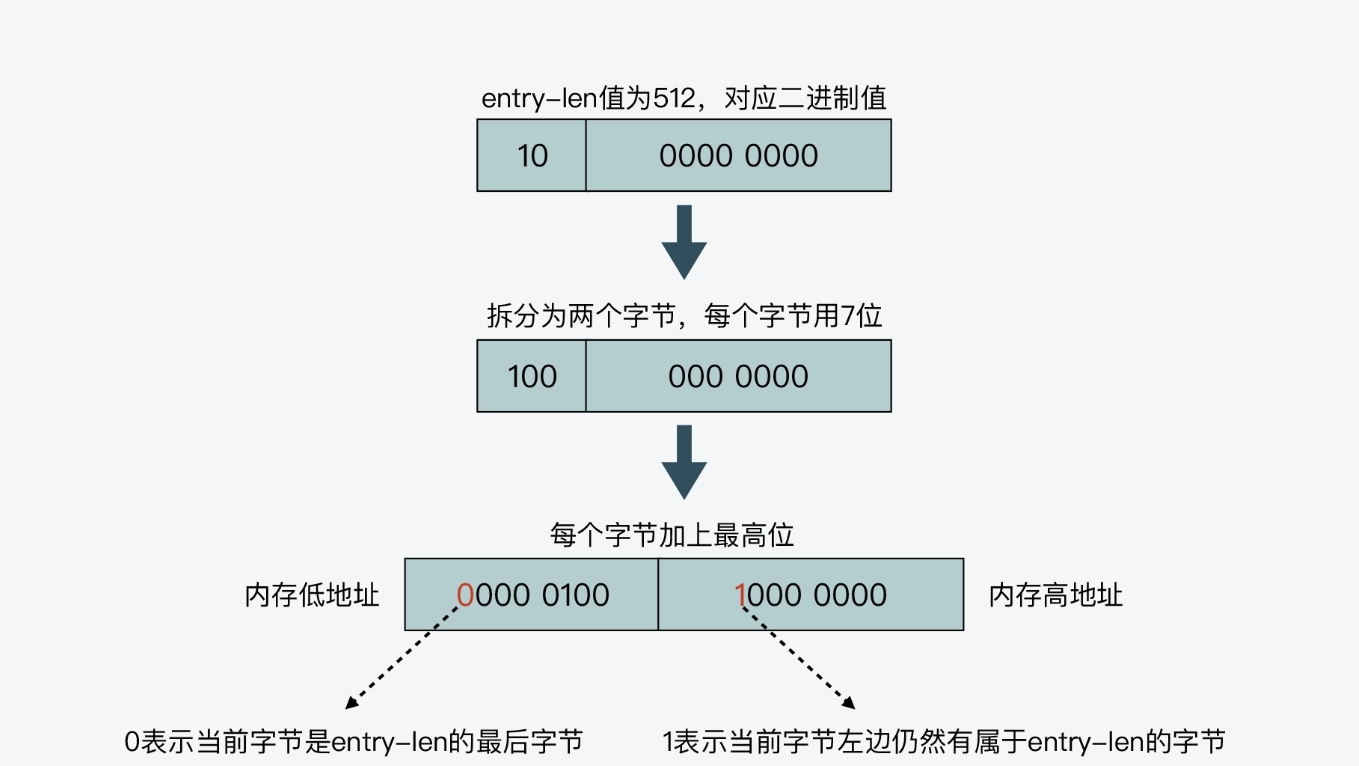 entry-len值为512，对应二进制值
10 0000 0000
拆分为两个字节，每个字节用7位
100 000 0000
每个字节加上最高位
内存低地址 0000 0100 1000 0000 内存高地址
0表示当前字节是entry-len的最后字节 1表示当前字节左边仍然有属于entry-len的字节